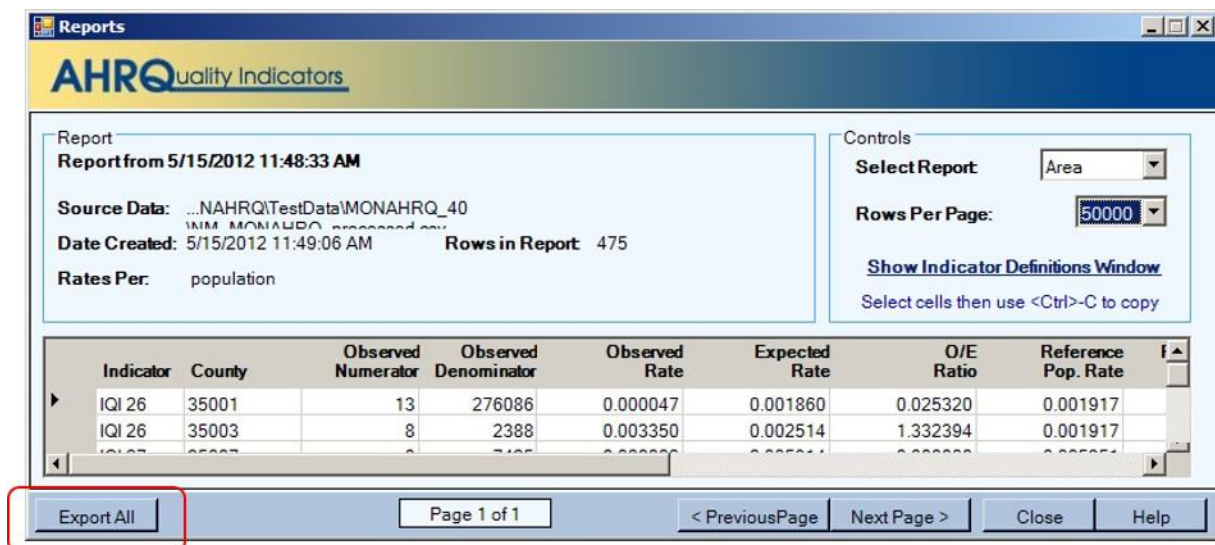 Reports
AHRQuality Indicators
Report
Report from 5/15/2012 11:48:33 AM
Source Data: ...NAHRQ\TestData\MONAHRQ_40
\NM_MONAHRQ_processed.csv
Date Created: 5/15/2012 11:49:06 AM Rows in Report: 475
Rates Per: population
Controls
Select Report: Area
Rows Per Page: 50000
Show Indicator Definitions Window
Select cells then use <Ctrl>-C to copy
Indicator County Observed Numerator Observed Denominator Observed Rate Expected Rate O/E Ratio Reference Pop. Rate
IQI 26 35001 13 276086 0.000047 0.001860 0.025320 0.001917
IQI 26 35003 8 2388 0.003350 0.002514 1.332394 0.001917
Export All Page 1 of 1 < PreviousPage Next Page > Close Help